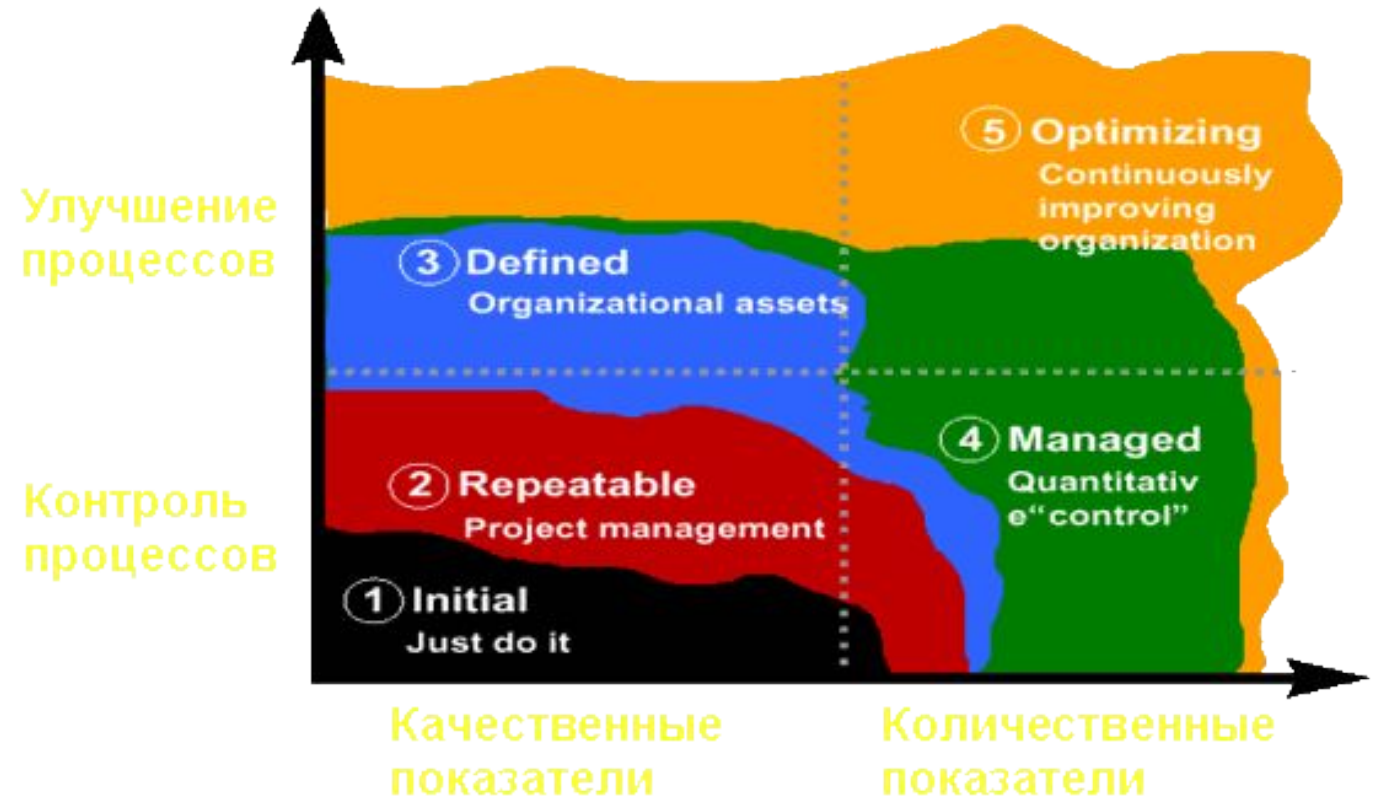 Улучшение
процессов
Контроль
процессов
5 Optimizing
Continuously
improving
organization
3 Defined
Organizational assets
4 Managed
Quantitativ
e“control”
2 Repeatable
Project management
1 Initial
Just do it
Качественные
показатели
Количественные
показатели